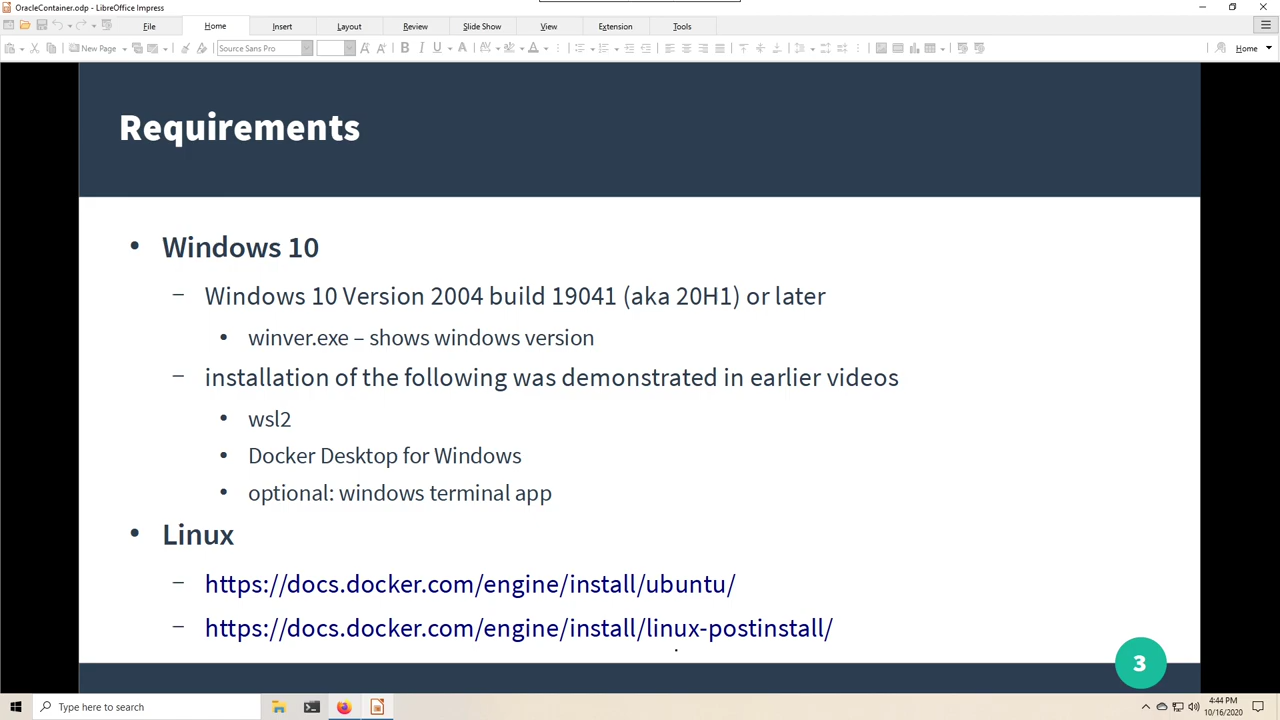 OracleContainer.odp - LibreOffice Impress
File Home Insert Layout Review Slide Show View Extension Tools
New Page Source Sans Pro B I U A Home
Requirements
• Windows 10
– Windows 10 Version 2004 build 19041 (aka 20H1) or later
• winver.exe – shows windows version
– installation of the following was demonstrated in earlier videos
• wsl2
• Docker Desktop for Windows
• optional: windows terminal app
• Linux
– https://docs.docker.com/engine/install/ubuntu/
– https://docs.docker.com/engine/install/linux-postinstall/
3
Type here to search
4:44 PM
10/16/2020